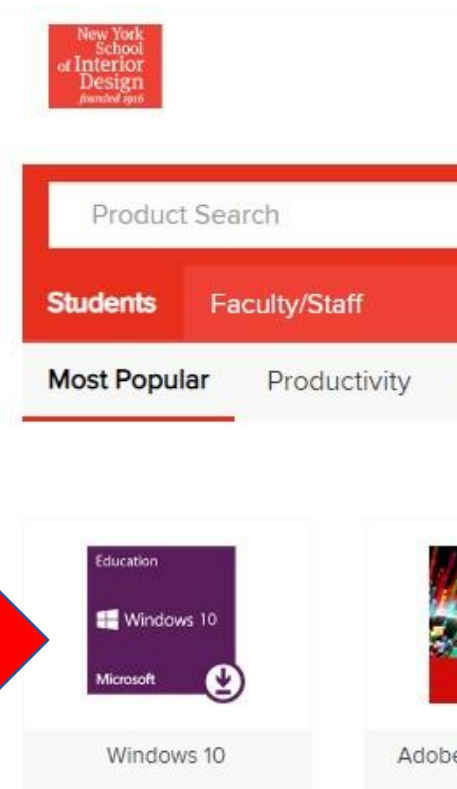 New York
School
of Interior
Design
founded 1916
Product Search
Students Faculty/Staff
Most Popular Productivity
Education
Windows 10
Microsoft
Windows 10
Adobe